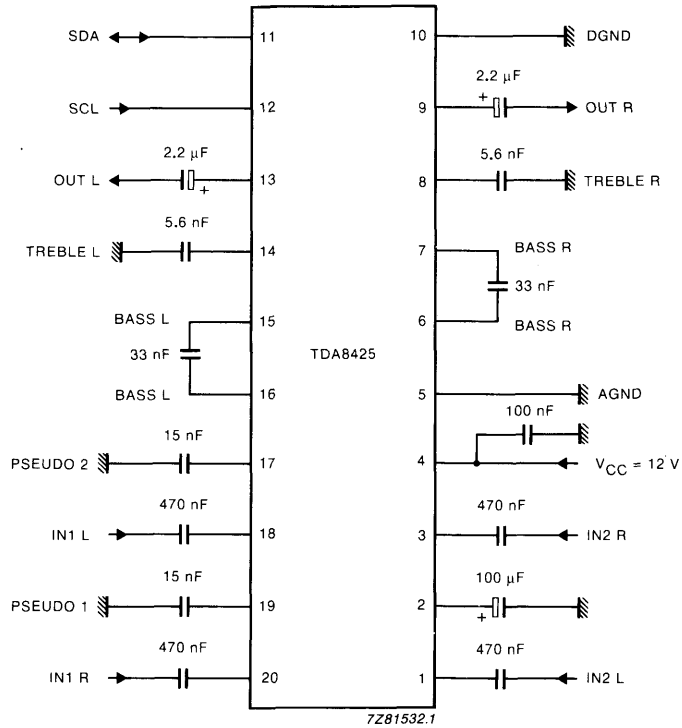 SDA 11 10 DGND
2.2 μF
SCL 12 9 + OUT R
2.2 μF 5.6 nF
OUT L + 13 8 TREBLE R
5.6 nF
TREBLE L 14 7 BASS R
33 nF
BASS L 15 6 BASS R
33 nF TDA8425
BASS L 16 5 AGND
100 nF
15 nF
PSEUDO 2 17 4 VCC = 12 V
470 nF 470 nF
IN1 L 18 3 IN2 R
15 nF 100 μF
PSEUDO 1 19 2 +
470 nF 470 nF
IN1 R 20 1 IN2 L
7Z81532.1